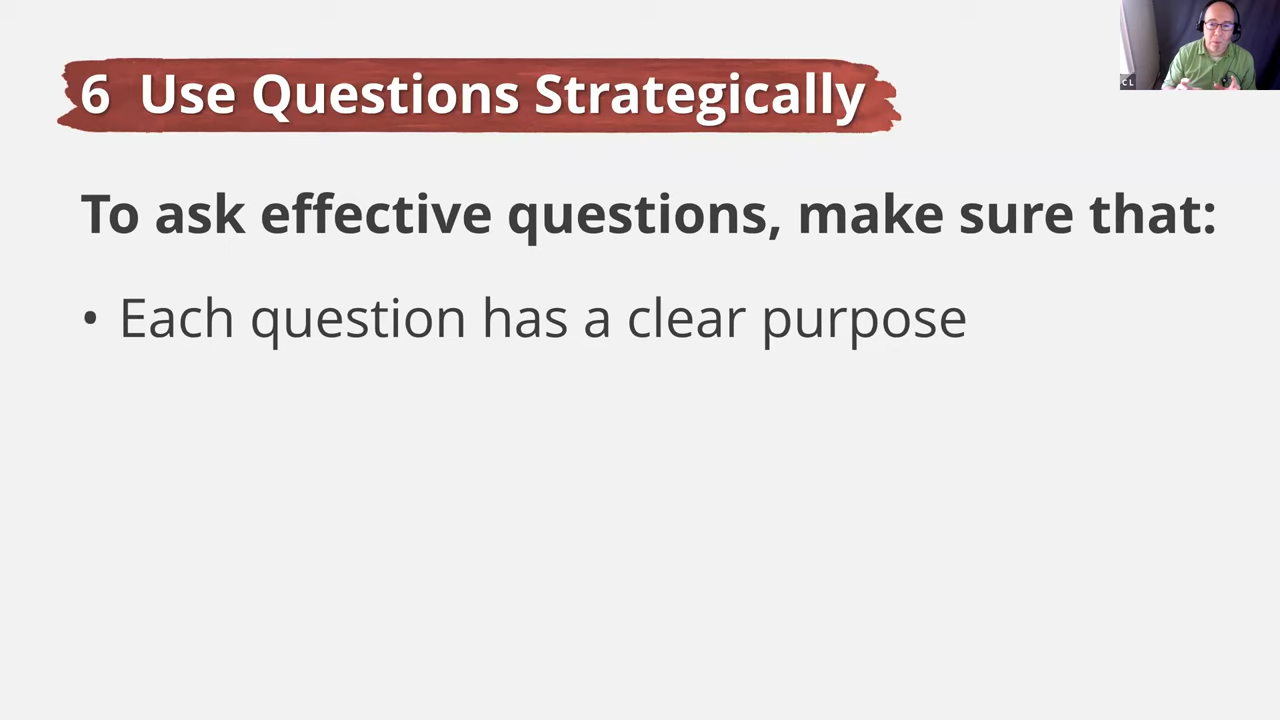 6 Use Questions Strategically
C L
To ask effective questions, make sure that:
• Each question has a clear purpose